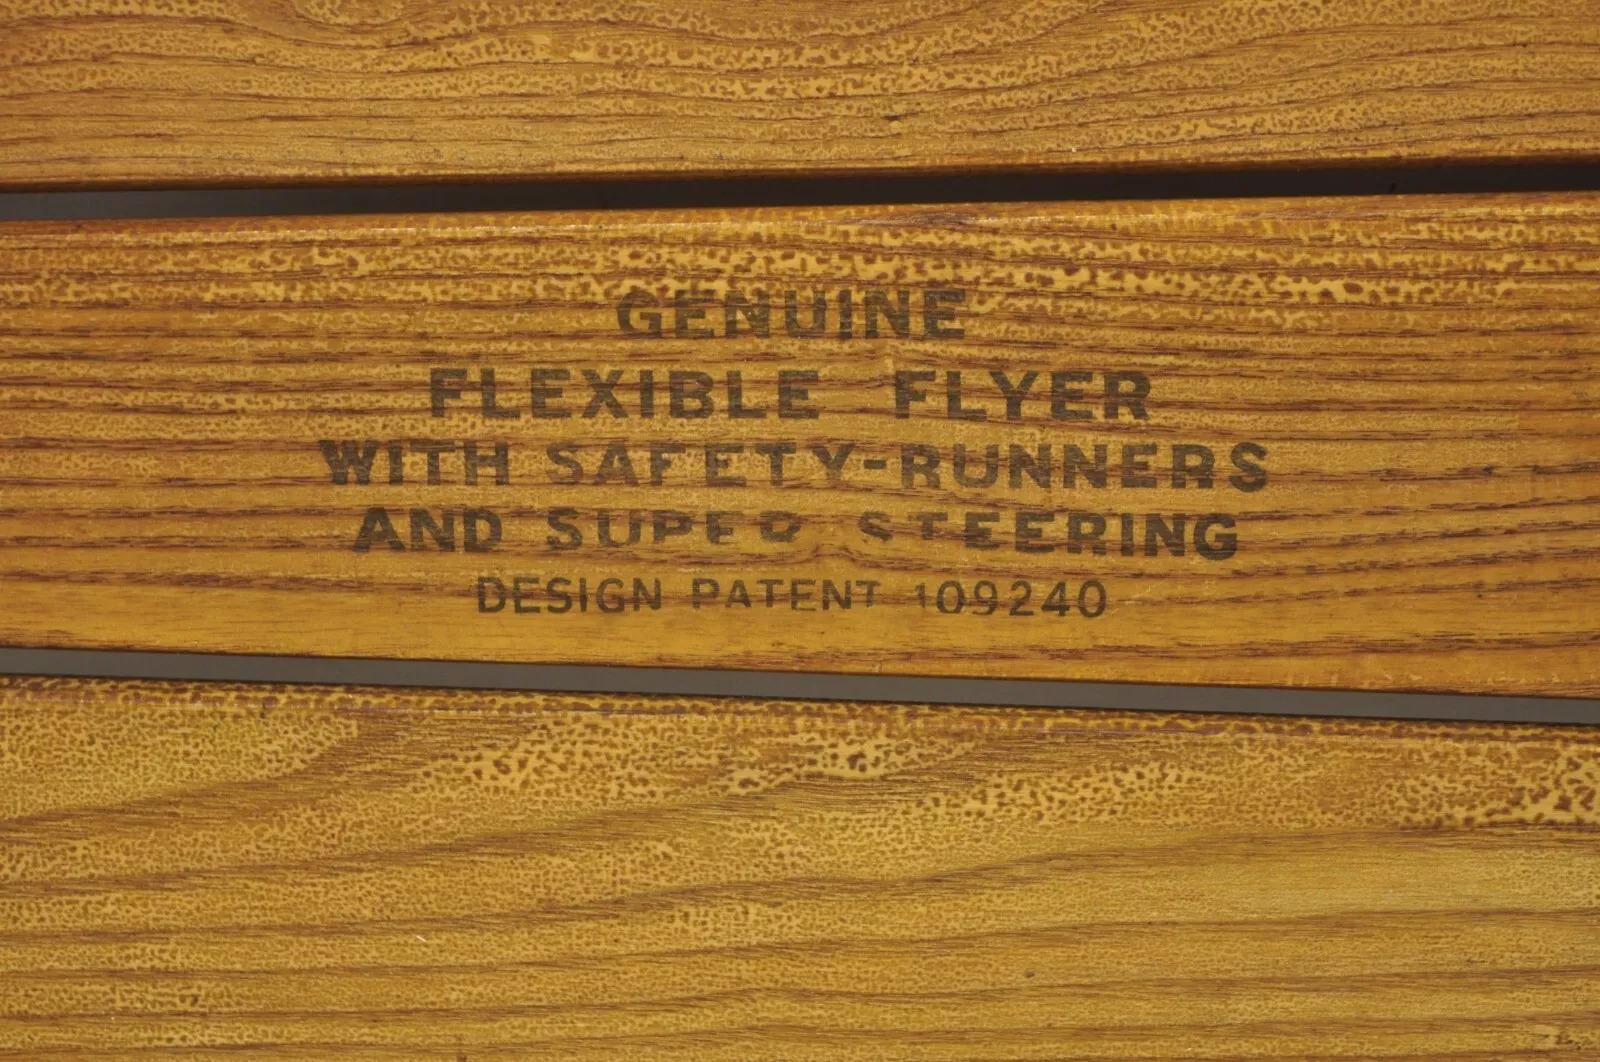 GENUINE
FLEXIBLE FLYER
WITH SAFETY-RUNNERS
AND SUPER STEERING
DESIGN PATENT 109240